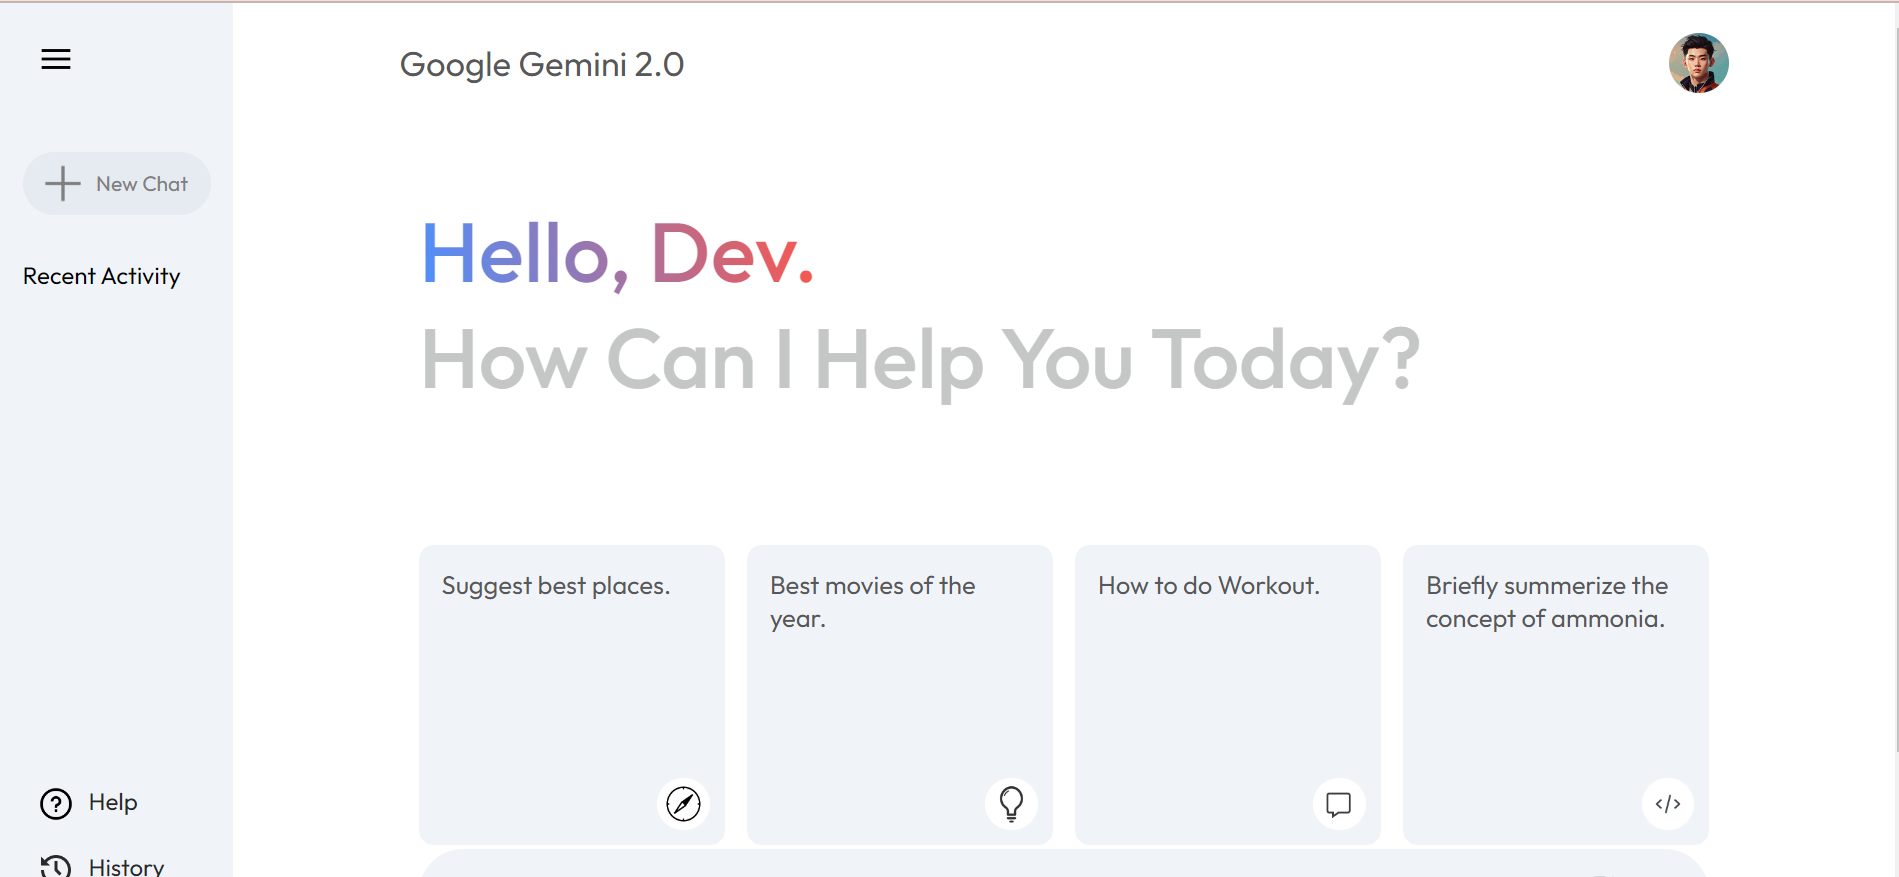 Google Gemini 2.0
New Chat
Recent Activity
Hello, Dev.
How Can I Help You Today?
Suggest best places.
Best movies of the
year.
How to do Workout.
Briefly summerize the
concept of ammonia.
Help
History